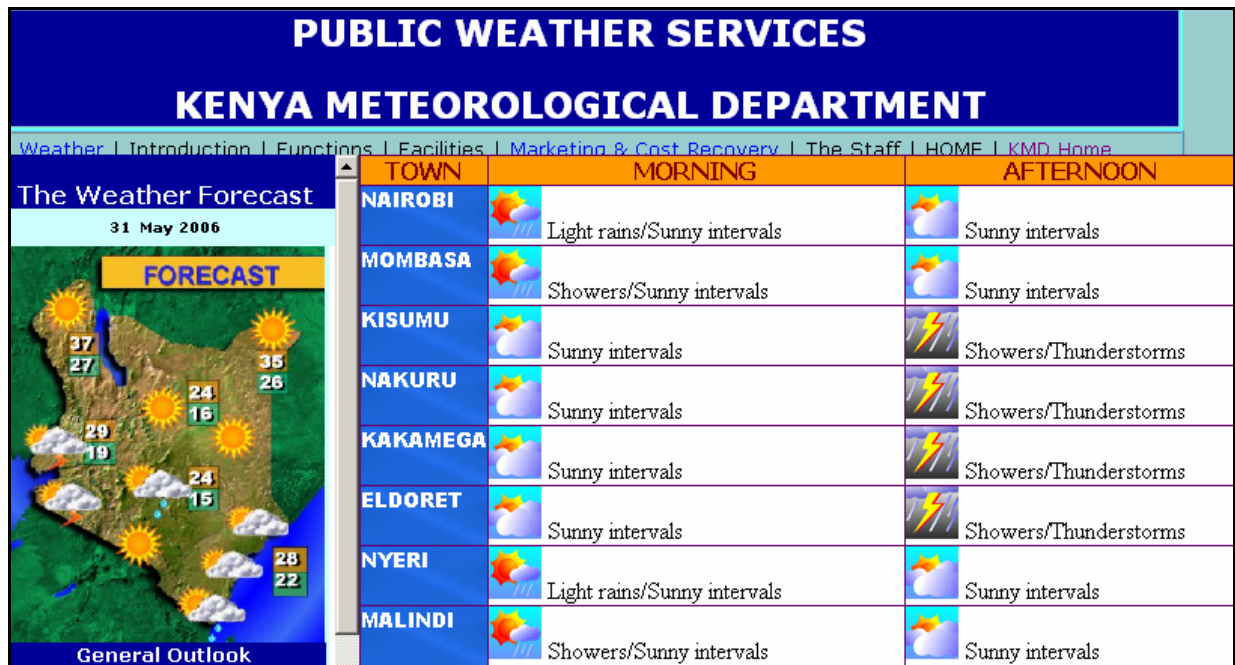 PUBLIC WEATHER SERVICES
KENYA METEOROLOGICAL DEPARTMENT
Weather | Introduction | Functions | Facilities | Marketing & Cost Recovery | The Staff | HOME | KMD Home
The Weather Forecast
31 May 2006
FORECAST
37
27
35
26
24
16
29
19
24
15
28
22
General Outlook
TOWN MORNING AFTERNOON
NAIROBI Light rains/Sunny intervals Sunny intervals
MOMBASA Showers/Sunny intervals Sunny intervals
KISUMU Sunny intervals Showers/Thunderstorms
NAKURU Sunny intervals Showers/Thunderstorms
KAKAMEGA Sunny intervals Showers/Thunderstorms
ELDORET Sunny intervals Showers/Thunderstorms
NYERI Light rains/Sunny intervals Sunny intervals
MALINDI Showers/Sunny intervals Sunny intervals